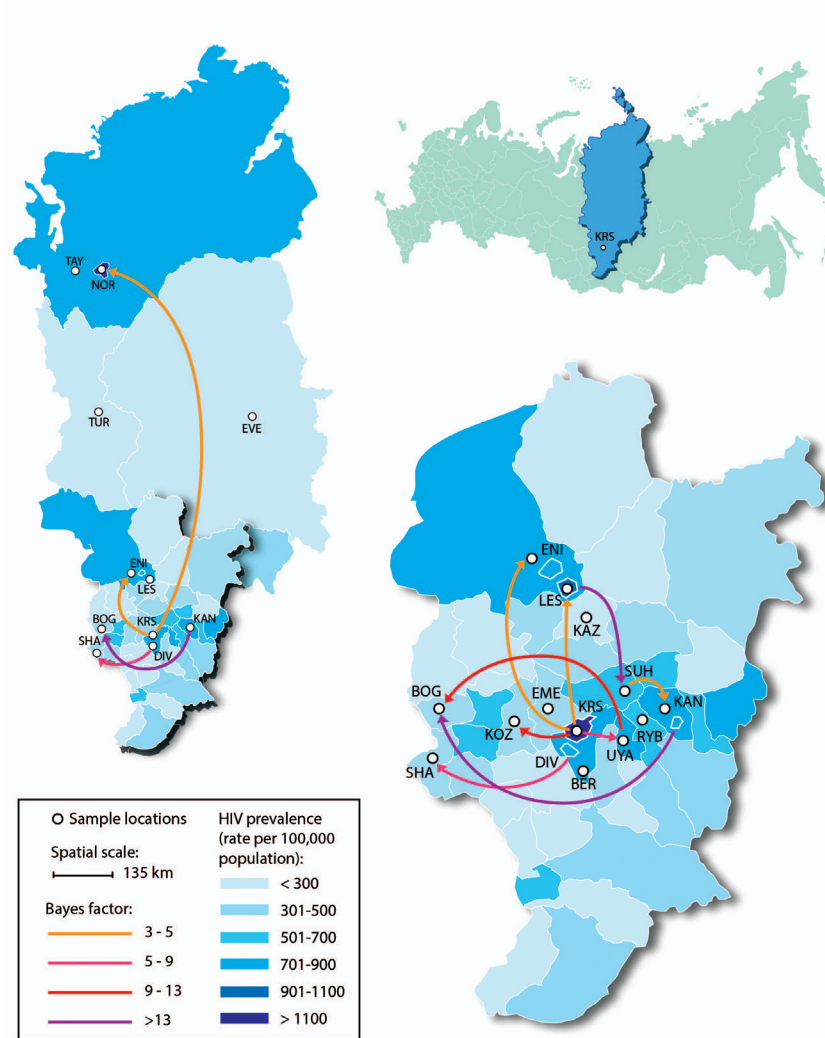 TAY
NOR
TUR
EVE
ENI
LES
BOG
KRS
KAN
SHA
DIV
KRS
ENI
LES
KAZ
SUH
BOG
EME
KRS
KAN
KOZ
RYB
UYA
DIV
SHA
BER
Sample locations
Spatial scale:
135 km
Bayes factor:
3 - 5
5 - 9
9 - 13
>13
HIV prevalence
(rate per 100,000
population):
< 300
301-500
501-700
701-900
901-1100
> 1100